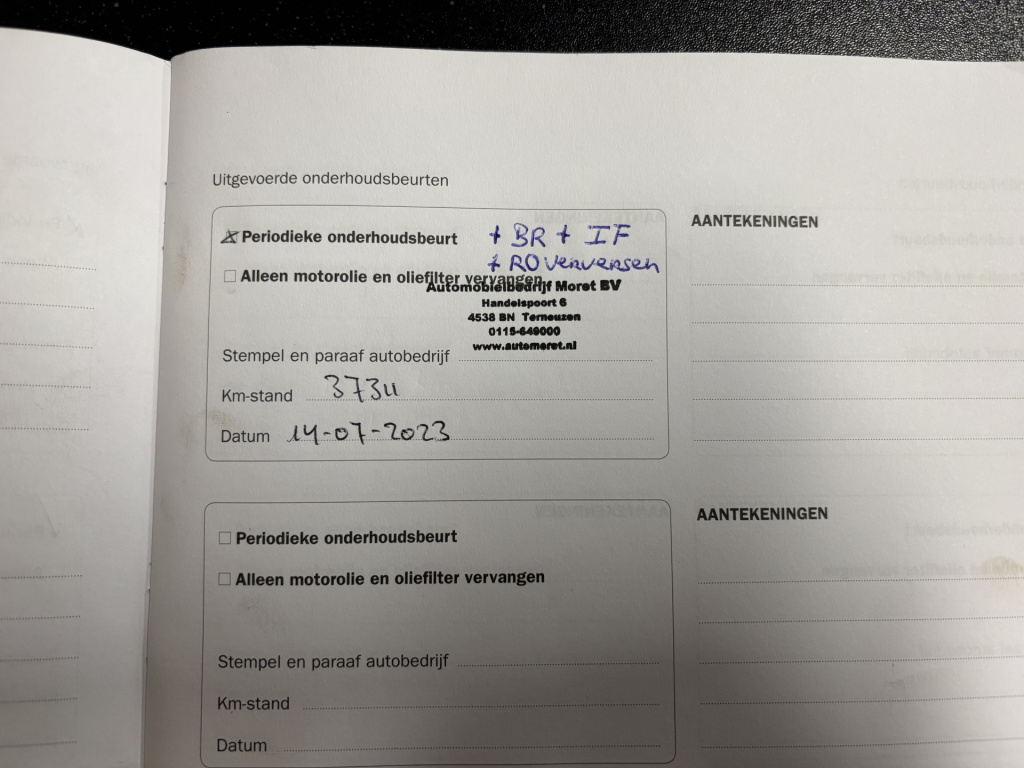 Uitgevoerde onderhoudsbeurten
Periodieke onderhoudsbeurt + BR + IF
+ RO verversen
Alleen motorolie en oliefilter vervangen
Automobielbedrijf Moret BV
Handelspoort 6
4538 BN Terneuzen
0115-649000
www.automoret.nl
Stempel en paraaf autobedrijf
Km-stand
Datum 14-07-2023
AANTEKENINGEN
Periodieke onderhoudsbeurt
Alleen motorolie en oliefilter vervangen
Stempel en paraaf autobedrijf
Km-stand
Datum
AANTEKENINGEN